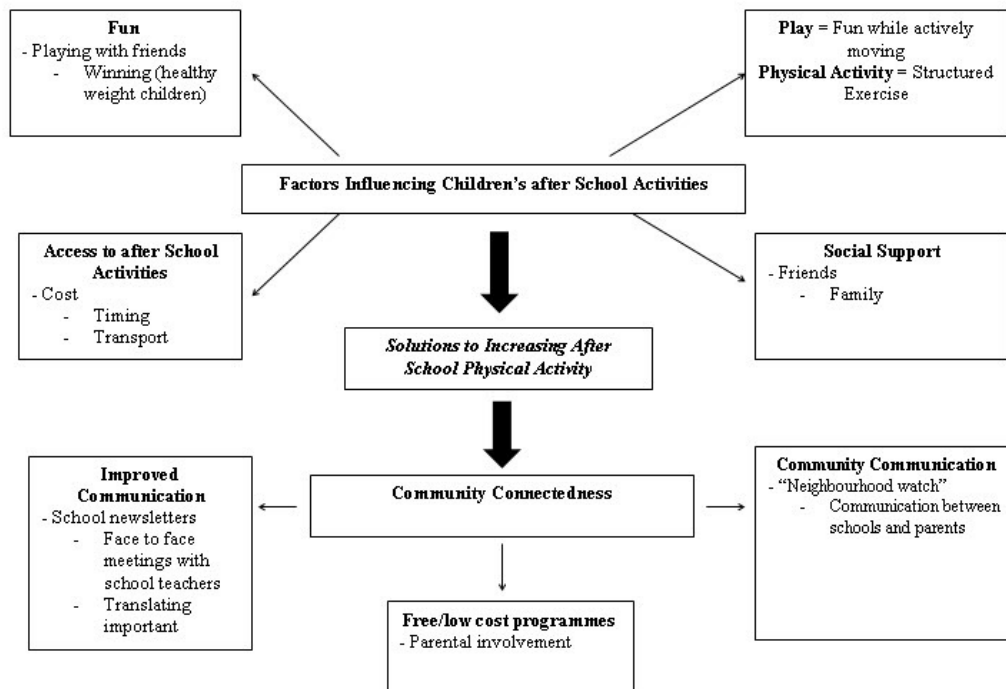 Fun
- Playing with friends
- Winning (healthy
weight children)
Play = Fun while actively
moving
Physical Activity = Structured
Exercise
Factors Influencing Children's after School Activities
Access to after School
Activities
- Cost
- Timing
- Transport
Social Support
- Friends
- Family
Solutions to Increasing After
School Physical Activity
Improved
Communication
- School newsletters
- Face to face
meetings with
school teachers
- Translating
important
Community Connectedness
Community Communication
- “Neighbourhood watch”
- Communication between
schools and parents
Free/low cost programmes
- Parental involvement